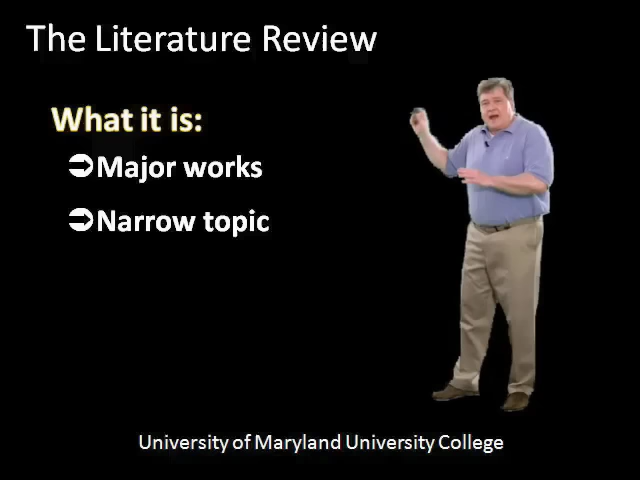 The Literature Review
What it is:
➲Major works
➲Narrow topic
University of Maryland University College